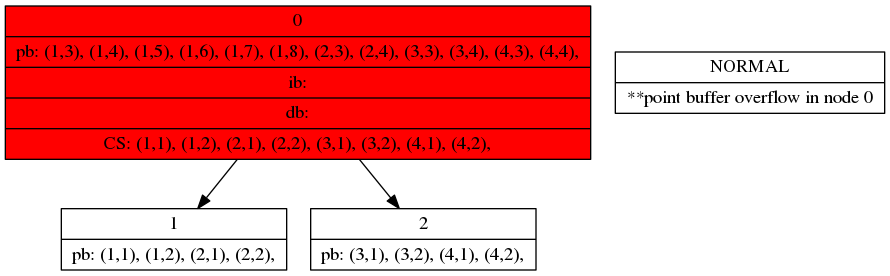 0
pb: (1,3), (1,4), (1,5), (1,6), (1,7), (1,8), (2,3), (2,4), (3,3), (3,4), (4,3), (4,4),
ib:
db:
CS: (1,1), (1,2), (2,1), (2,2), (3,1), (3,2), (4,1), (4,2),
NORMAL
**point buffer overflow in node 0
1
pb: (1,1), (1,2), (2,1), (2,2),
2
pb: (3,1), (3,2), (4,1), (4,2),